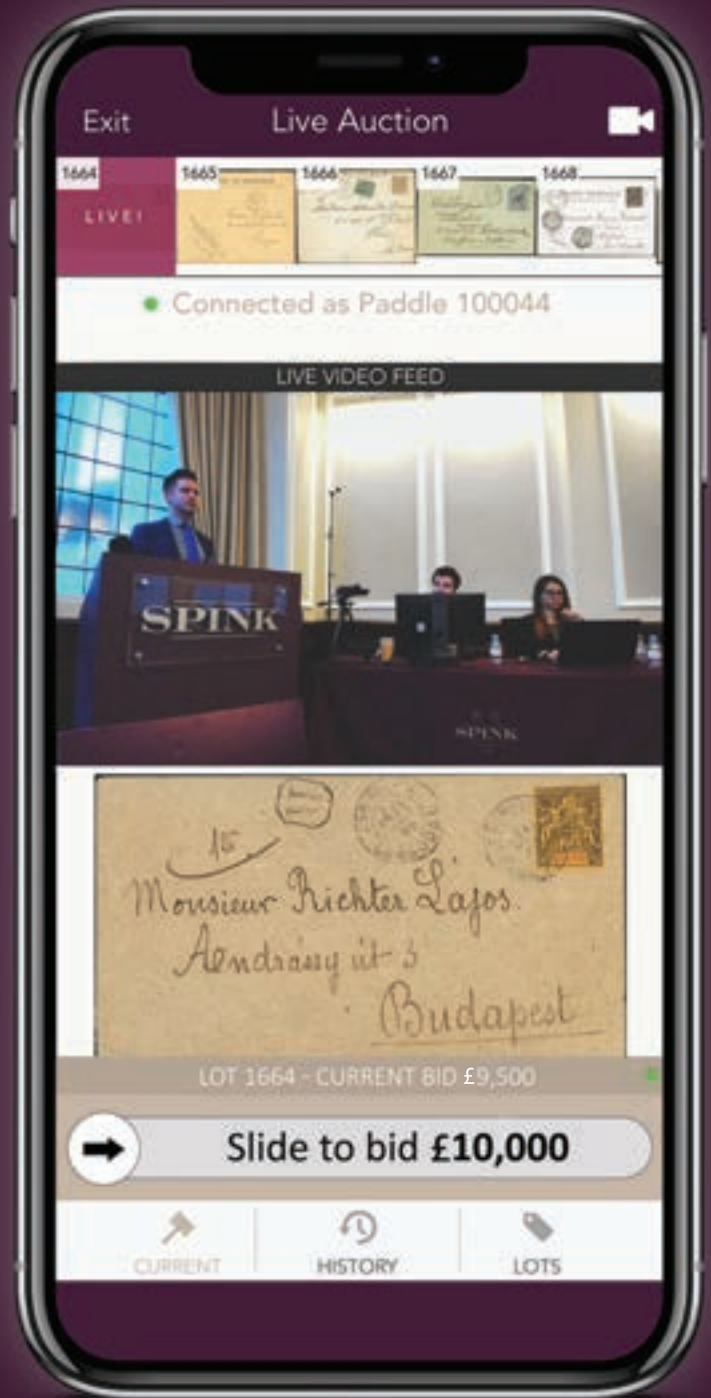 Exit Live Auction
1664 1665 1666 1667 1668
LIVE!
Connected as Paddle 100044
LIVE VIDEO FEED
SPINK
SPINK
15
Monsieur Richter Lajos.
Aendrássy út 3
Budapest
LOT 1664 - CURRENT BID £9,500
Slide to bid £10,000
CURRENT HISTORY LOTS